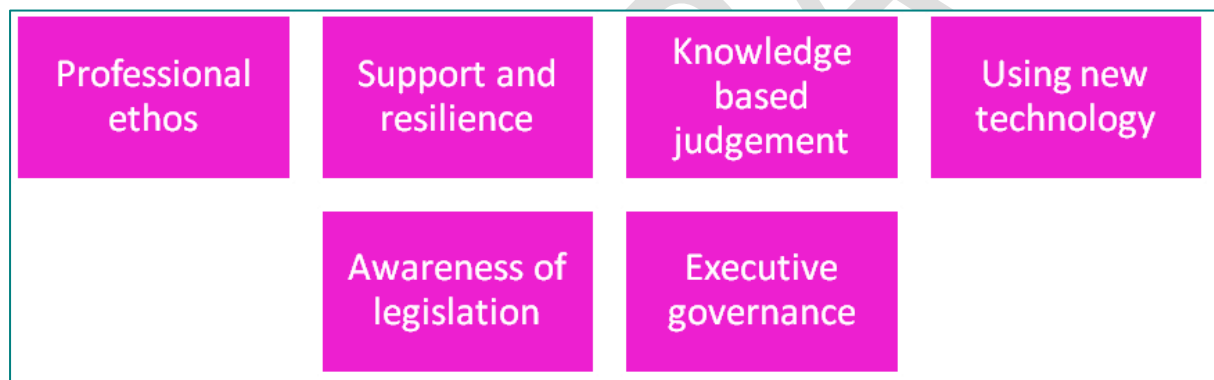 Professional
ethos
Support and
resilience
Knowledge
based
judgement
Using new
technology
Awareness of
legislation
Executive
governance